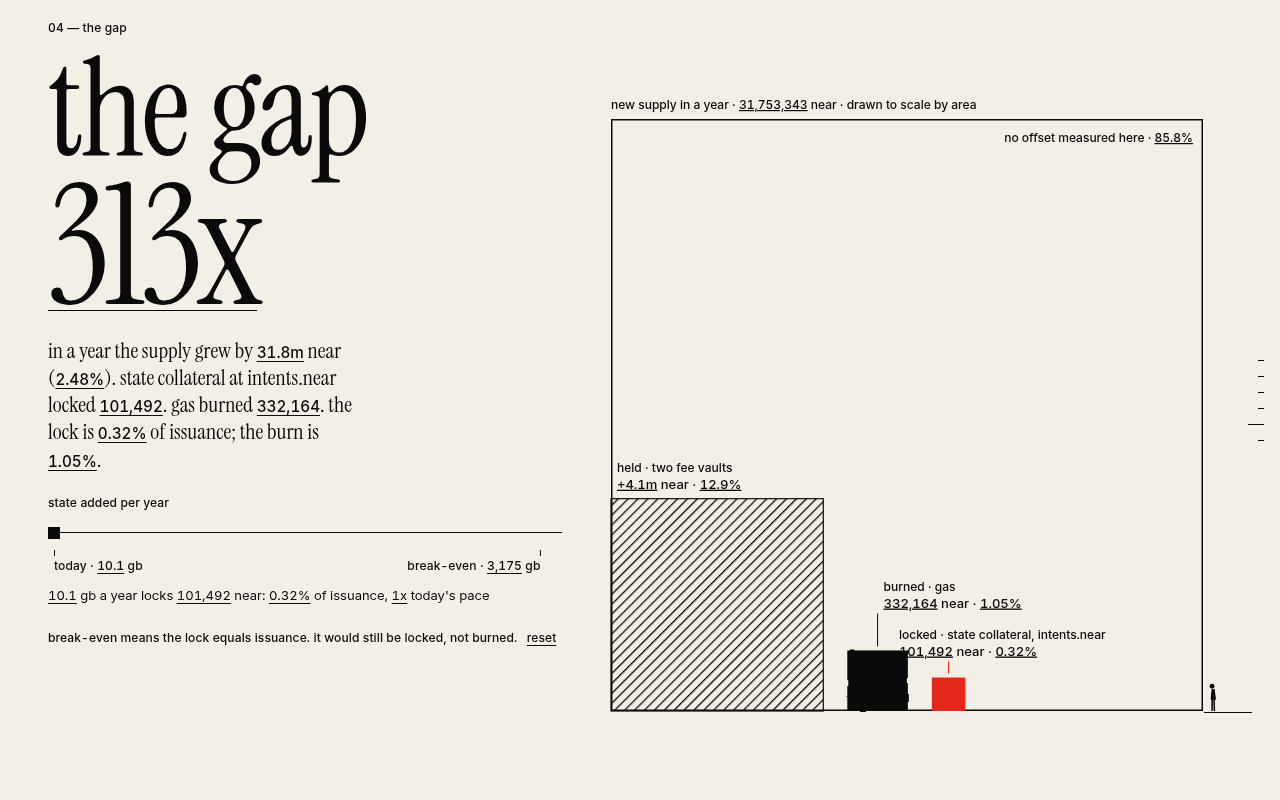 04 — the gap
the gap
313x
in a year the supply grew by 31.8m near
(2.48%). state collateral at intents.near
locked 101,492. gas burned 332,164. the
lock is 0.32% of issuance; the burn is
1.05%.
state added per year
today · 10.1 gb
break-even · 3,175 gb
10.1 gb a year locks 101,492 near: 0.32% of issuance, 1x today's pace
break-even means the lock equals issuance. it would still be locked, not burned. reset
new supply in a year · 31,753,343 near · drawn to scale by area
no offset measured here · 85.8%
held · two fee vaults
+4.1m near · 12.9%
burned · gas
332,164 near · 1.05%
locked · state collateral, intents.near
101,492 near · 0.32%